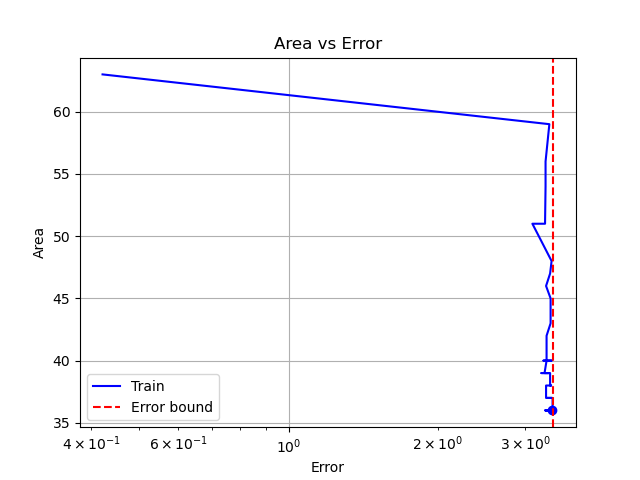 Area vs Error
Area
60
55
50
45
40
35
Train
Error bound
4 × 10⁻¹
6 × 10⁻¹
10⁰
2 × 10⁰
3 × 10⁰
Error